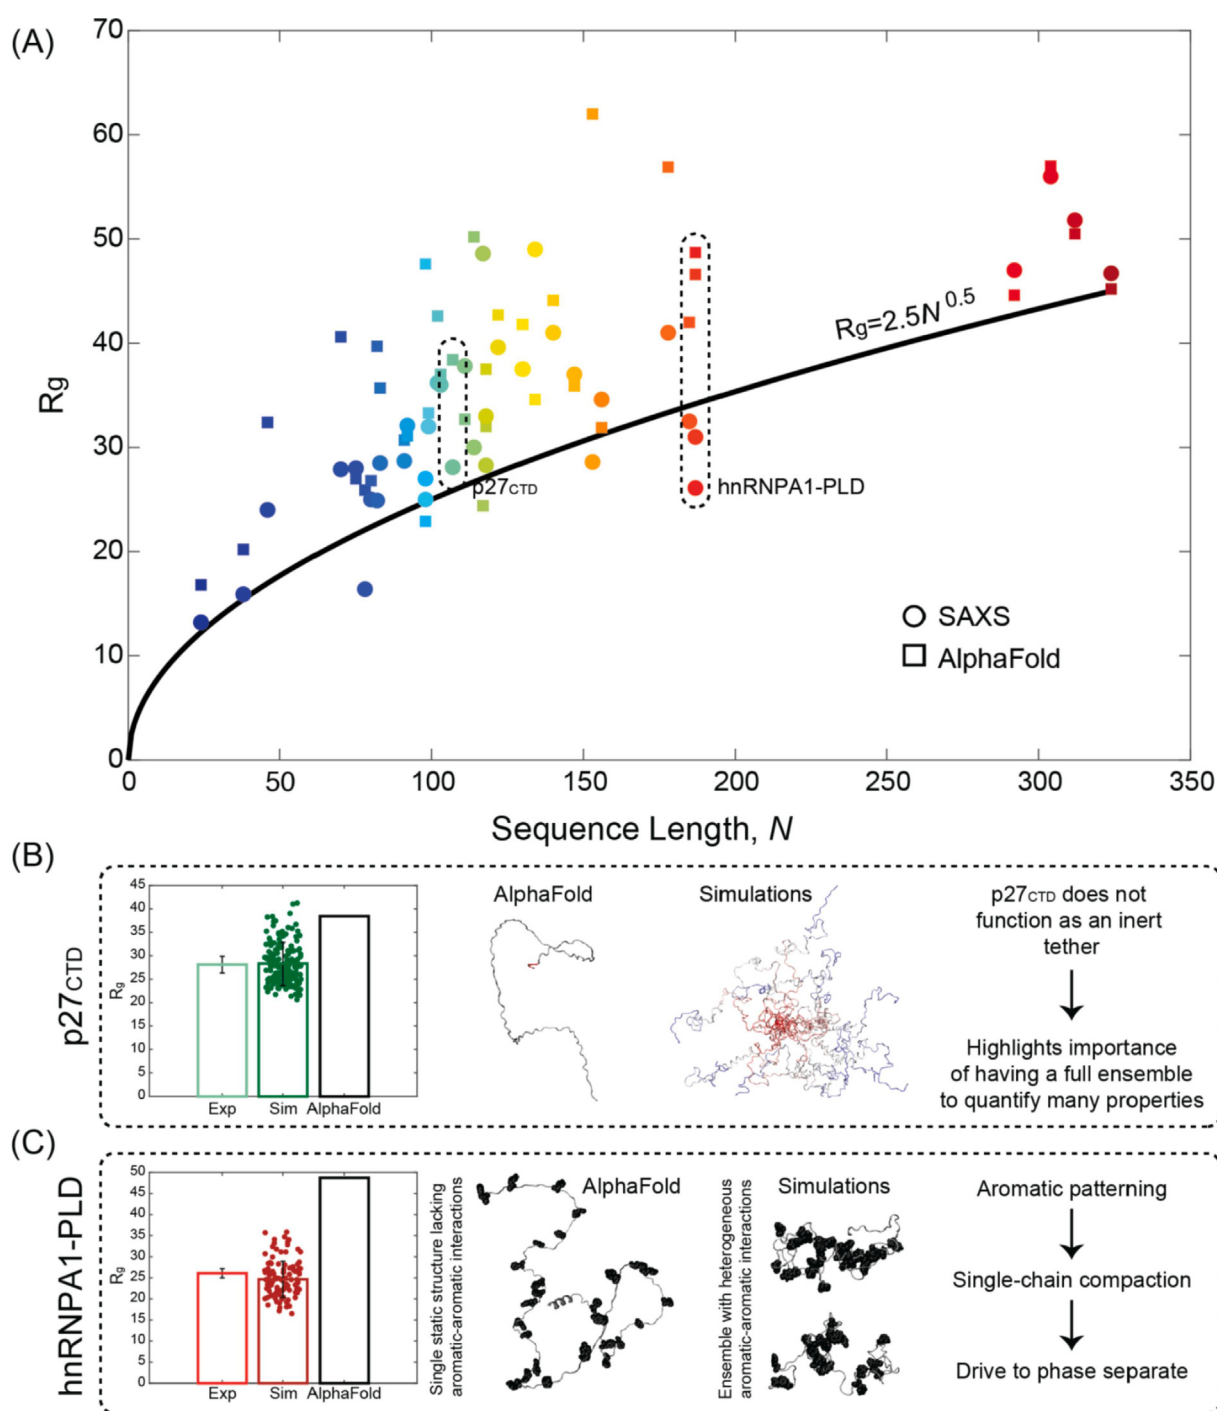 (A)
70
60
50
40
30
20
10
0
Rg
0 50 100 150 200 250 300 350
Sequence Length, N
Rg=2.5N^0.5
p27CTD
hnRNPA1-PLD
SAXS
AlphaFold
(B)
p27CTD
45
40
35
30
25
20
15
10
5
0
Rg
Exp Sim AlphaFold
AlphaFold
Simulations
p27CTD does not
function as an inert
tether
Highlights importance
of having a full ensemble
to quantify many properties
(C)
hnRNPA1-PLD
50
45
40
35
30
25
20
15
10
5
0
Rg
Exp Sim AlphaFold
Single static structure lacking
aromatic-aromatic interactions
AlphaFold
Ensemble with heterogeneous
aromatic-aromatic interactions
Simulations
Aromatic patterning
Single-chain compaction
Drive to phase separate